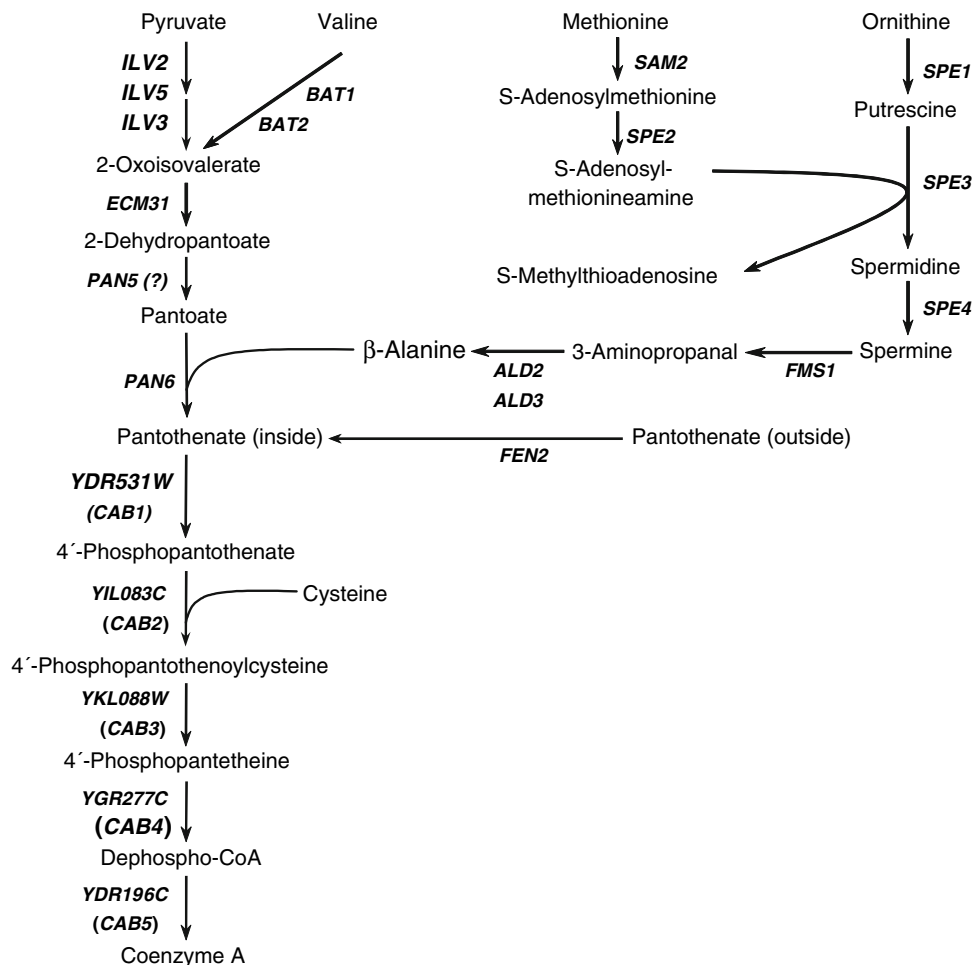 Pyruvate
Valine
Methionine
Ornithine
ILV2
ILV5
ILV3
BAT1
BAT2
SAM2
SPE1
S-Adenosylmethionine
Putrescine
SPE2
2-Oxoisovalerate
S-Adenosyl-
methionineamine
SPE3
ECM31
2-Dehydropantoate
S-Methylthioadenosine
Spermidine
PAN5 (?)
SPE4
Pantoate
β-Alanine
3-Aminopropanal
Spermine
PAN6
ALD2
ALD3
FMS1
Pantothenate (inside)
Pantothenate (outside)
FEN2
YDR531W
(CAB1)
4´-Phosphopantothenate
YIL083C
(CAB2)
Cysteine
4´-Phosphopantothenoylcysteine
YKL088W
(CAB3)
4´-Phosphopantetheine
YGR277C
(CAB4)
Dephospho-CoA
YDR196C
(CAB5)
Coenzyme A